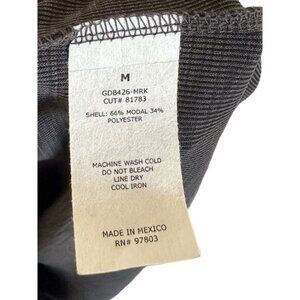 M
GDB426-MRK
CUT# 81783
SHELL: 66% MODAL 34%
POLYESTER
MACHINE WASH COLD
DO NOT BLEACH
LINE DRY
COOL IRON
MADE IN MEXICO
RN# 97803